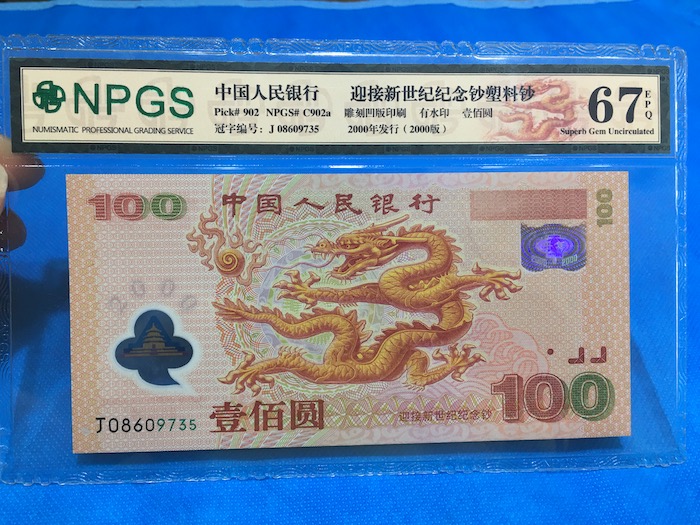 NPGS
NUMISMATIC PROFESSIONAL GRADING SERVICE
中国人民银行 迎接新世纪纪念钞塑料钞
Pick# 902 NPGS# C902a 雕刻凹版印刷 有水印 壹佰圆
冠字编号: J 08609735 2000年发行 (2000版)
67 EPQ
Superb Gem Uncirculated
100 中国人民银行 100
2000
2000
J08609735 壹佰圆 迎接新世纪纪念钞 100